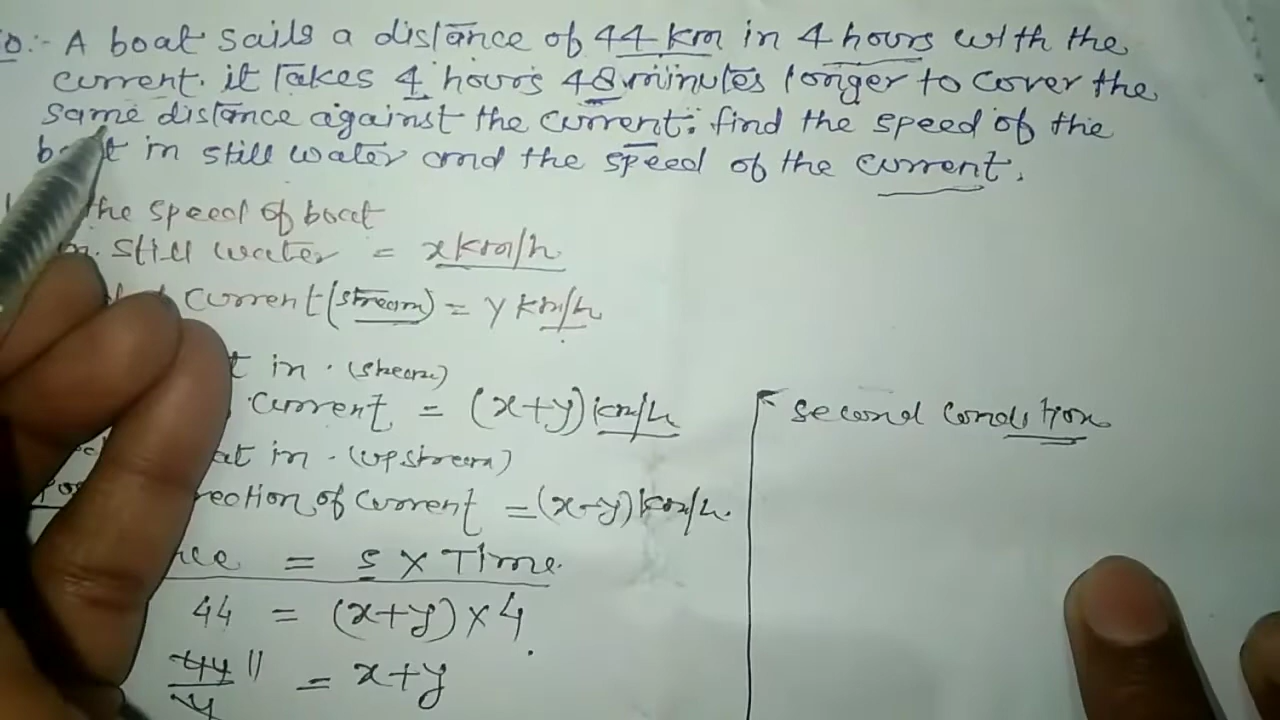 A boat sails a distance of 44 km in 4 hours with the
current. it takes 4 hours 48 minutes longer to cover the
same distance against the current. find the speed of the
in still water and the speed of the current.
the speed of boat
still water = x km/h
current (stream) = y km/h
in (stream)
current = (x+y) km/h
in (upstream)
of current = (x-y) km/h.
= S × Time
44 = (x+y) × 4
44/4 11 = x+y
second condition